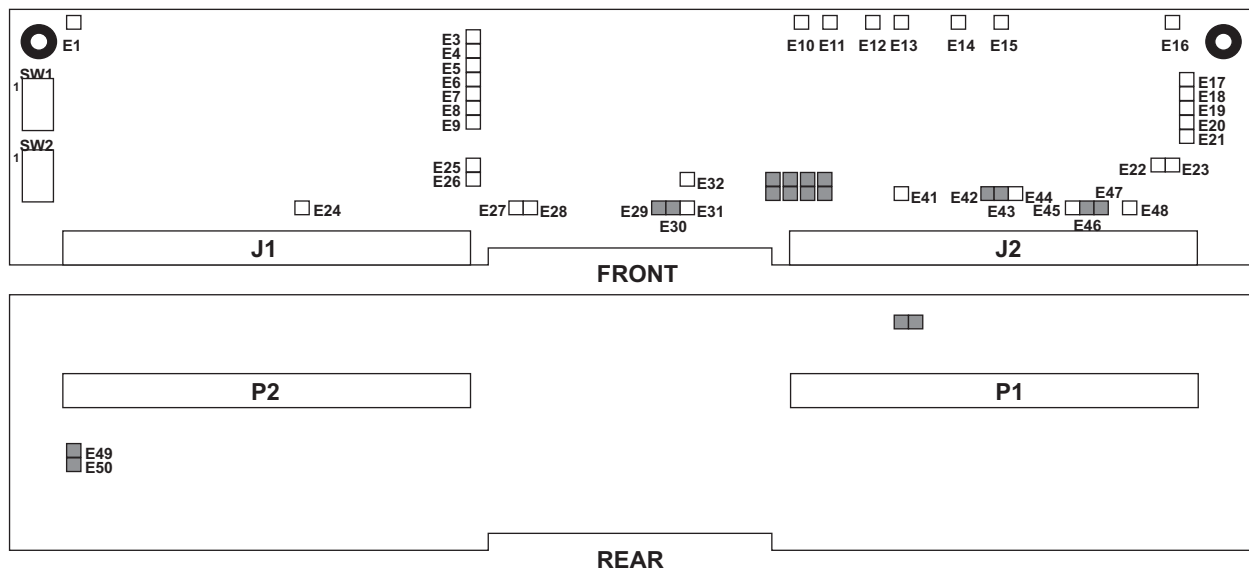 E1
E10 E11 E12 E13 E14 E15 E16
E3
E4
E5
E6
E7
E8
E9
SW1
1
SW2
1
E17
E18
E19
E20
E21
E22 E23
E25
E26
E32
E24
E27 E28
E29 E31
E30
E41
E42 E44
E43
E47
E45 E48
E46
J1
J2
FRONT
P2
P1
E49
E50
REAR